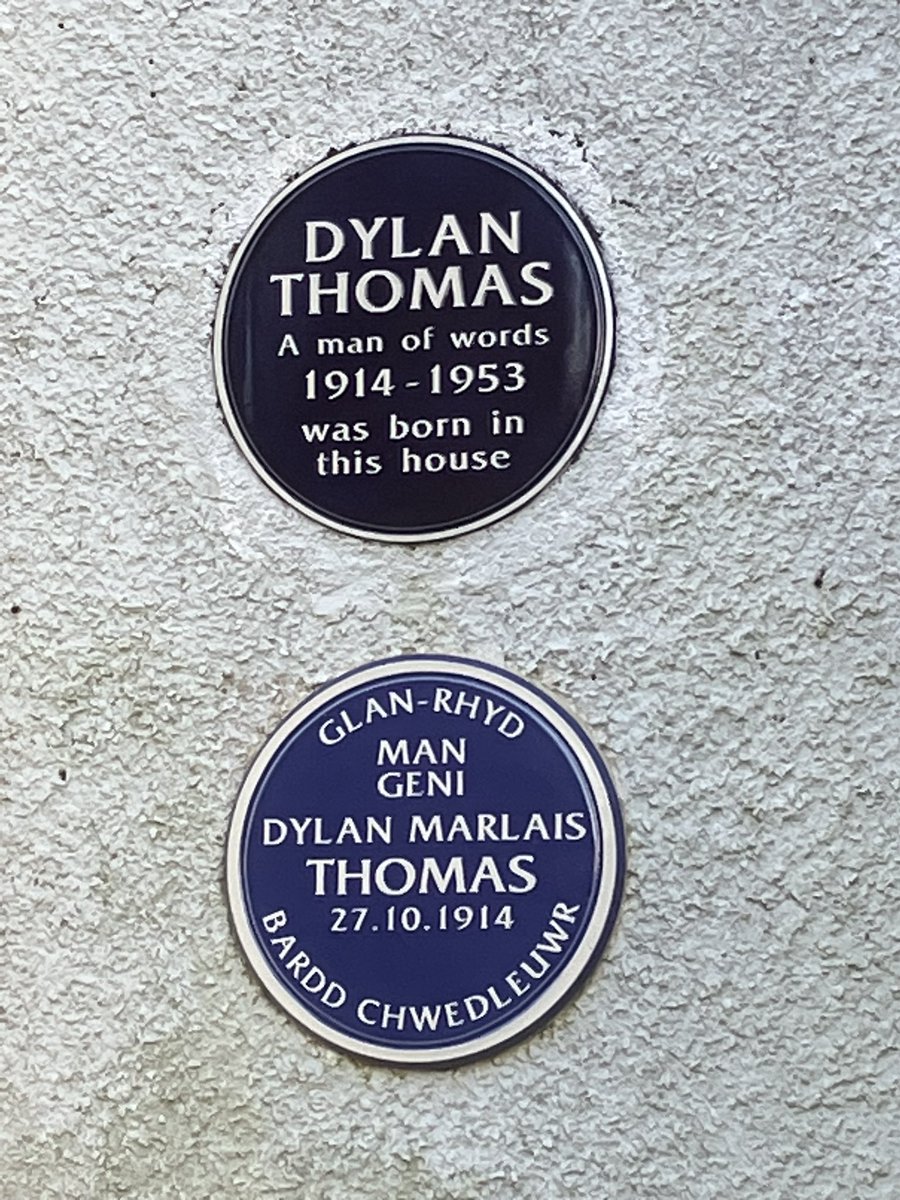 DYLAN
THOMAS
A man of words
1914-1953
was born in
this house
GLAN-RHYD
MAN
GENI
DYLAN MARLAIS
THOMAS
27.10.1914
BARDD CHWEDLEUWR